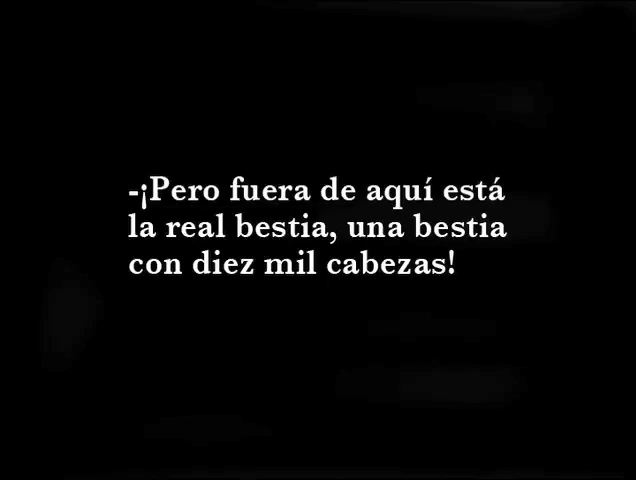 -¡Pero fuera de aquí está
la real bestia, una bestia
con diez mil cabezas!